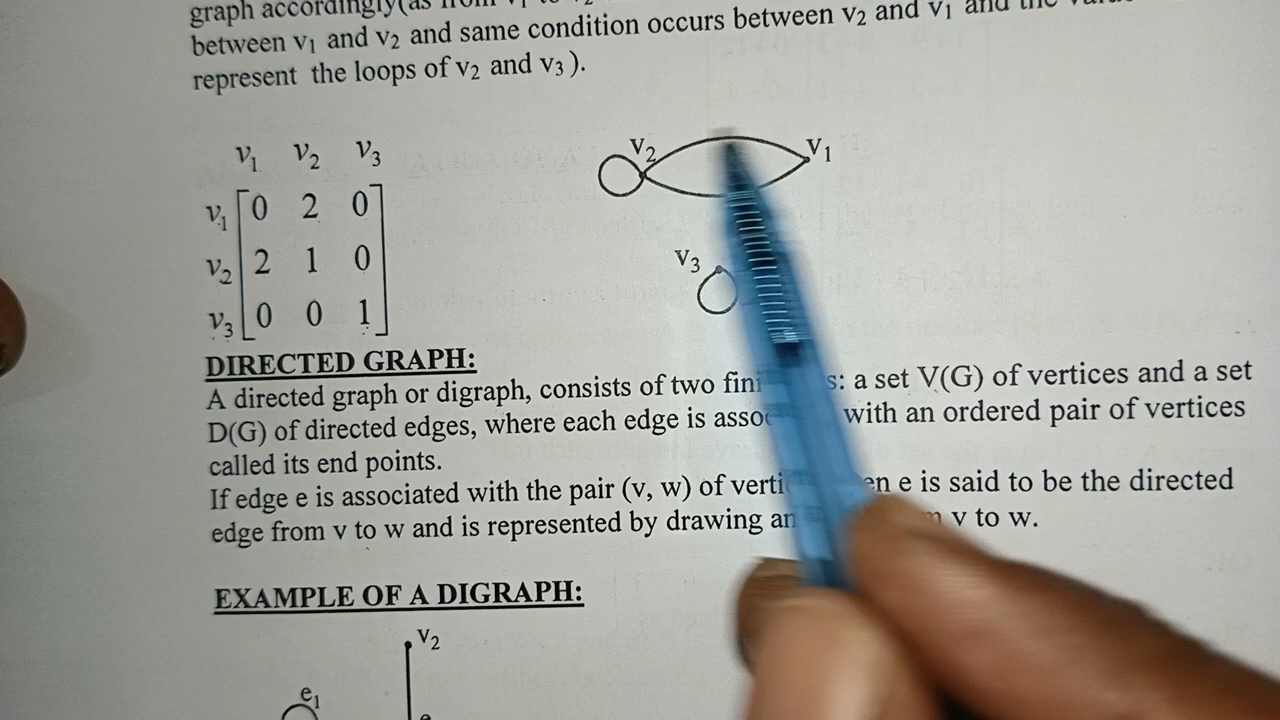 graph accordingly(as from v1 to v2
between v1 and v2 and same condition occurs between v2 and v1 and the
represent the loops of v2 and v3 ).
v1 v2 v3
v1 0 2 0
v2 2 1 0
v3 0 0 1
V2 V1
V3
DIRECTED GRAPH:
A directed graph or digraph, consists of two fini s: a set V(G) of vertices and a set
D(G) of directed edges, where each edge is asso with an ordered pair of vertices
called its end points.
If edge e is associated with the pair (v, w) of verti en e is said to be the directed
edge from v to w and is represented by drawing an v to w.
EXAMPLE OF A DIGRAPH:
V2
e1
e